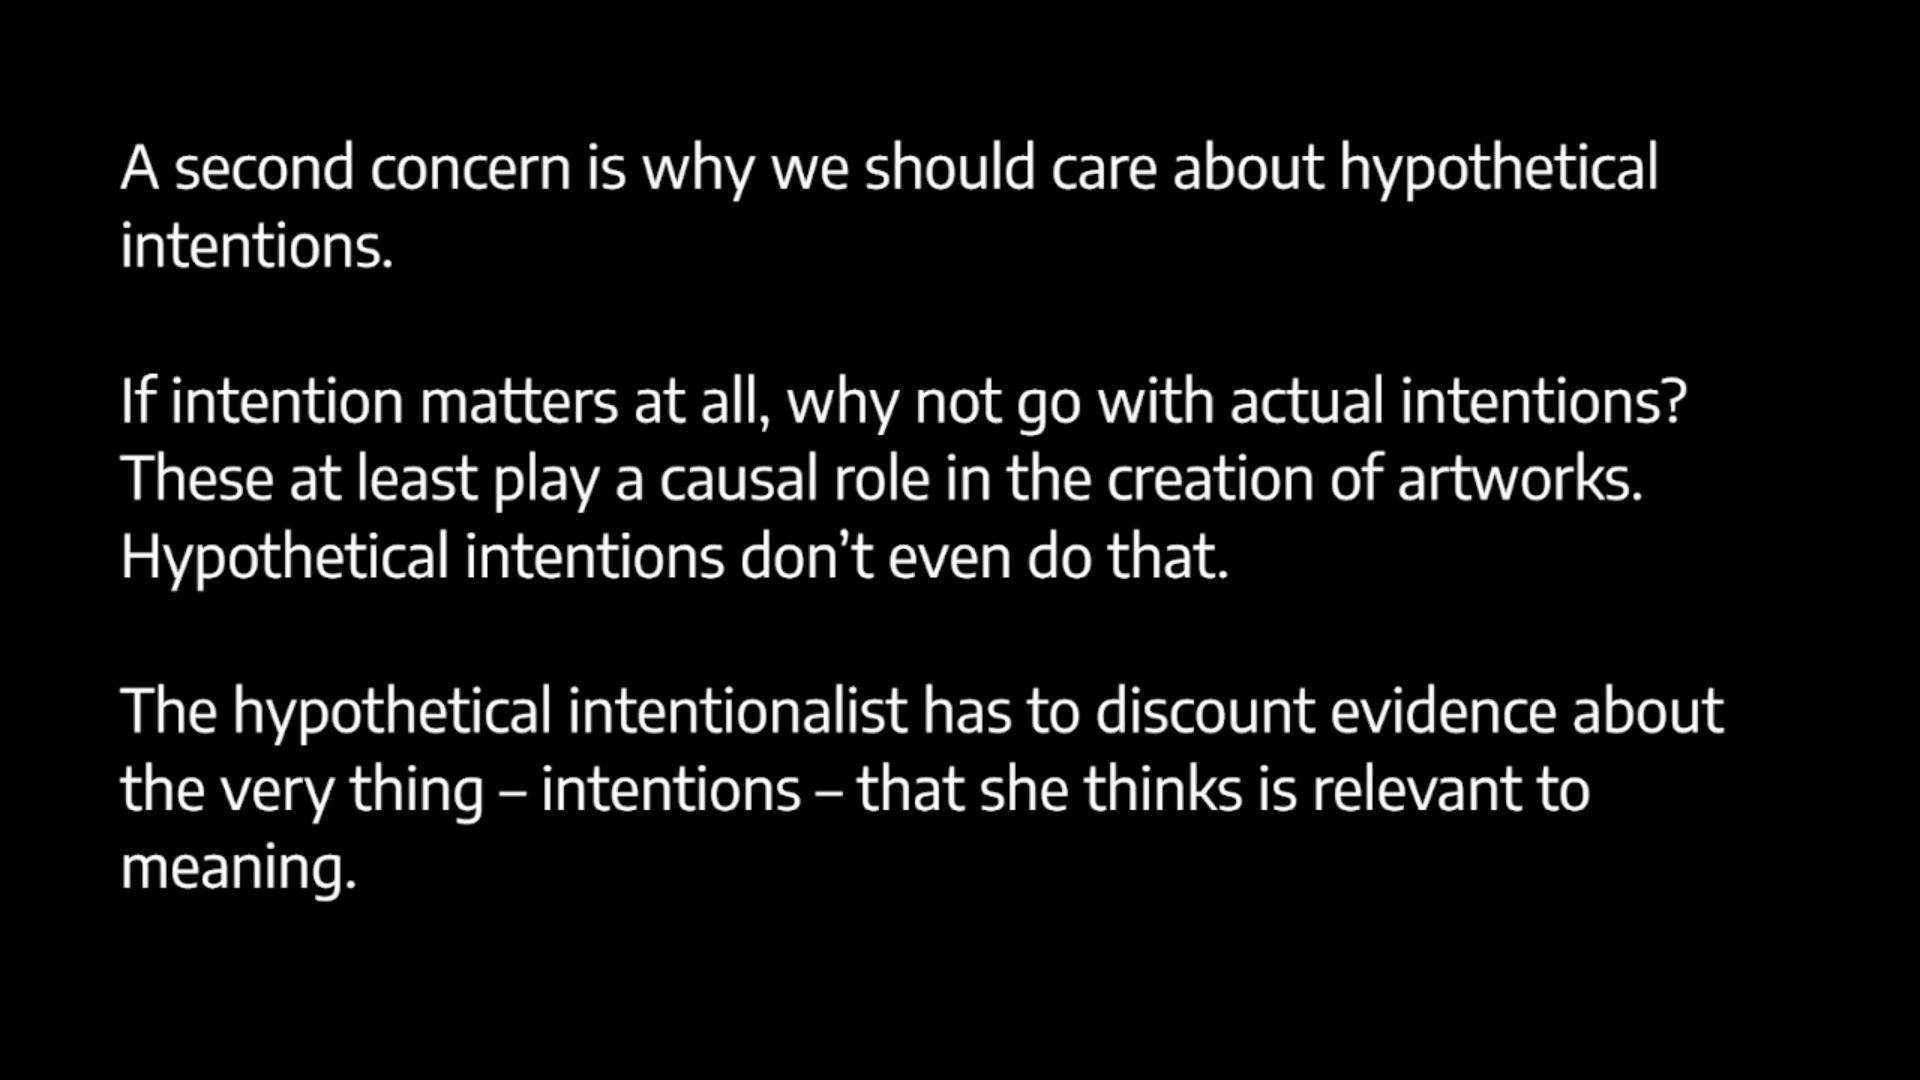 A second concern is why we should care about hypothetical
intentions.
If intention matters at all, why not go with actual intentions?
These at least play a causal role in the creation of artworks.
Hypothetical intentions don’t even do that.
The hypothetical intentionalist has to discount evidence about
the very thing – intentions – that she thinks is relevant to
meaning.